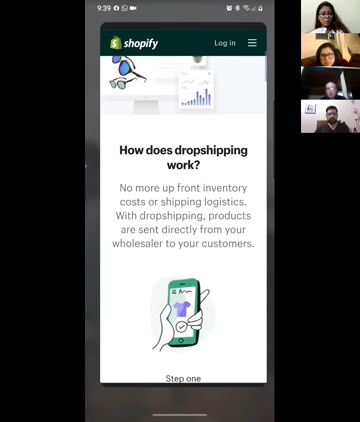 9:39
shopify
Log in
How does dropshipping
work?
No more up front inventory
costs or shipping logistics.
With dropshipping, products
are sent directly from your
wholesaler to your customers.
Step one